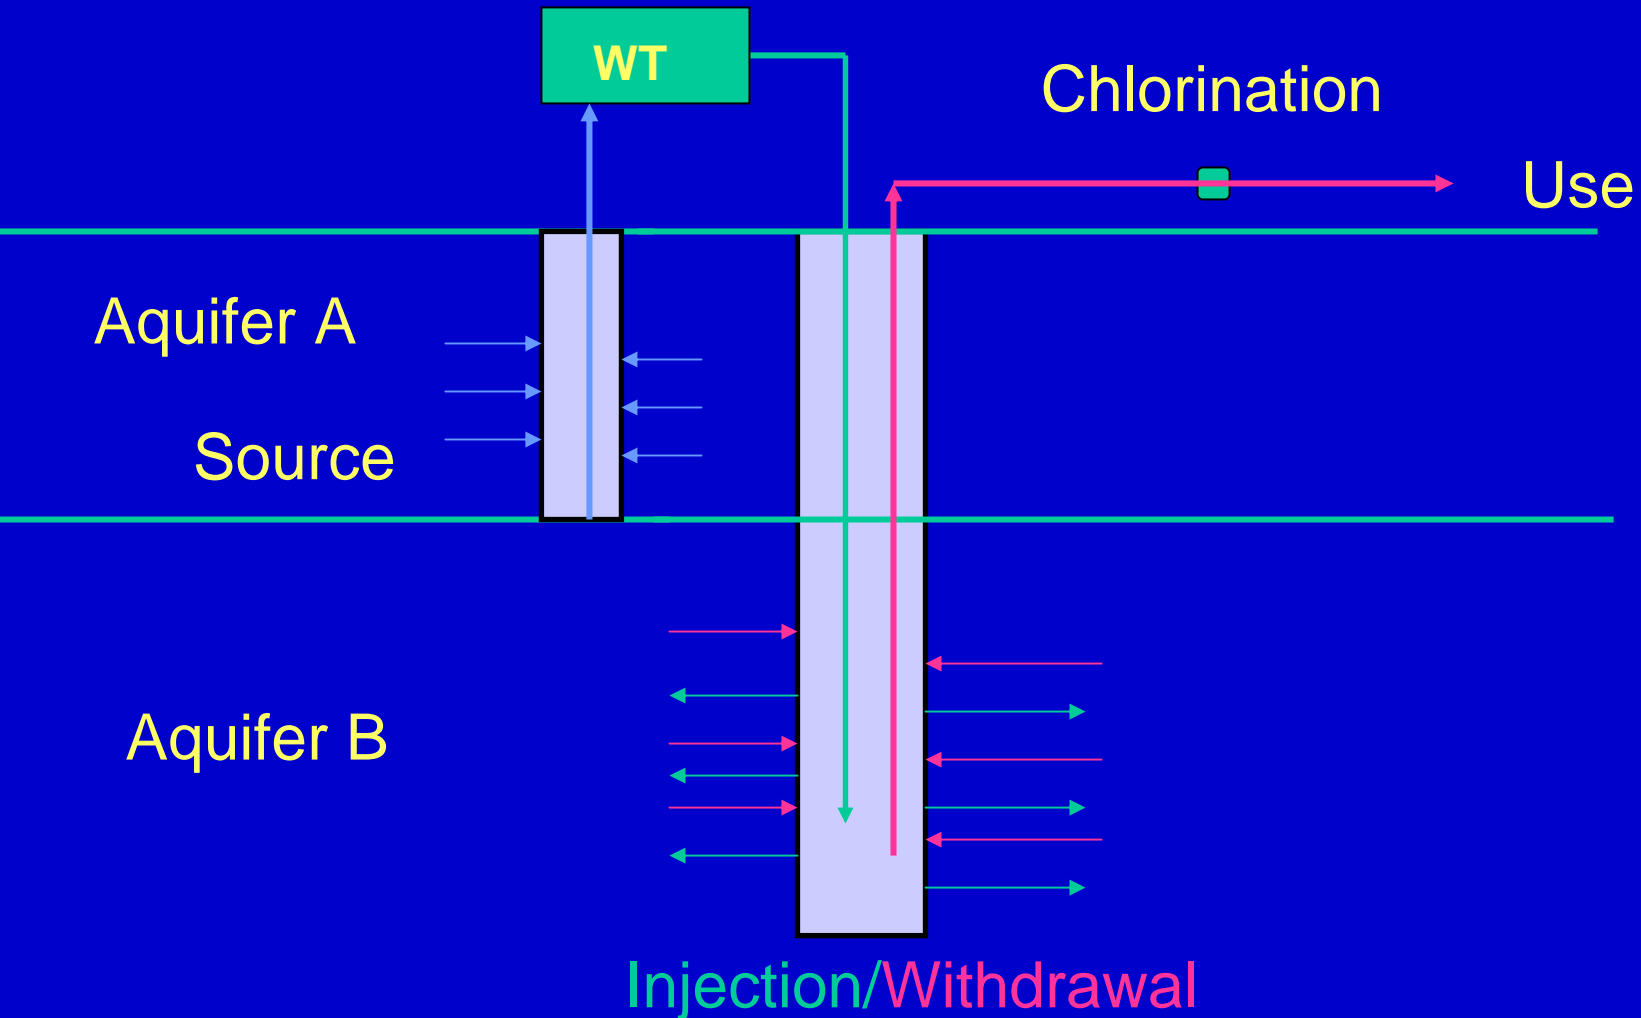 WT
Chlorination
Use
Aquifer A
Source
Aquifer B
Injection/Withdrawal